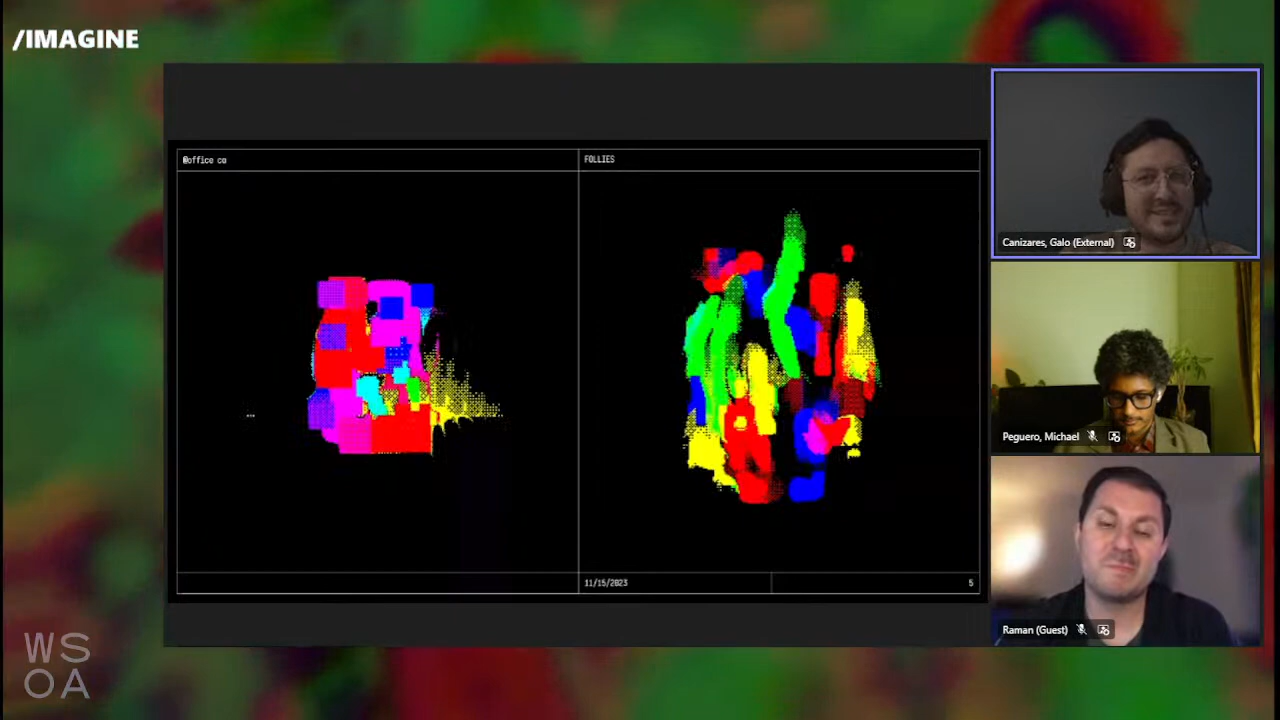 /IMAGINE
@office ca
FOLLIES
Canizares, Galo (External)
Peguero, Michael
Raman (Guest)
11/15/2023
5
WS
OA